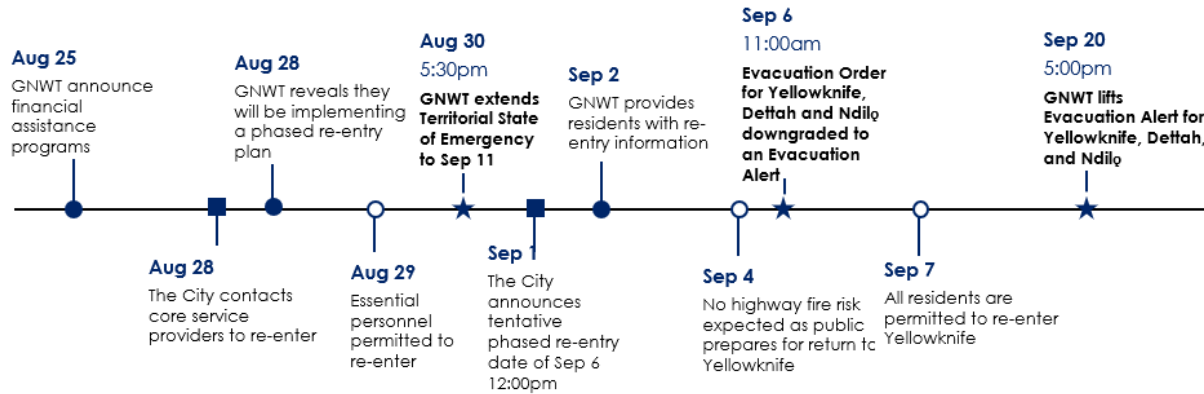 Aug 25
GNWT announce
financial
assistance
programs
Aug 28
The City contacts
core service
providers to re-enter
Aug 28
GNWT reveals they
will be implementing
a phased re-entry
plan
Aug 29
Essential
personnel
permitted to
re-enter
Aug 30
5:30pm
GNWT extends
Territorial State
of Emergency
to Sep 11
Sep 1
The City
announces
tentative
phased re-entry
date of Sep 6
12:00pm
Sep 2
GNWT provides
residents with re-
entry information
Sep 4
No highway fire risk
expected as public
prepares for return to
Yellowknife
Sep 6
11:00am
Evacuation Order
for Yellowknife,
Dettah and Ndilǫ
downgraded to
an Evacuation
Alert
Sep 7
All residents are
permitted to re-enter
Yellowknife
Sep 20
5:00pm
GNWT lifts
Evacuation Alert for
Yellowknife, Dettah,
and Ndilǫ